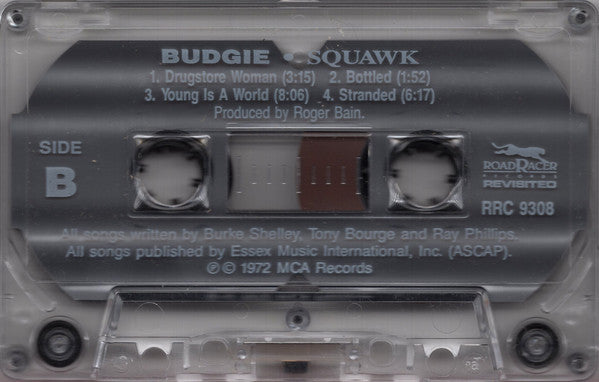 BUDGIE • SQUAWK
1. Drugstore Woman (3:15) 2. Bottled (1:52)
3. Young Is A World (8:06) 4. Stranded (6:17)
Produced by Roger Bain.
SIDE
B
ROADRACER
RECORDS
REVISITED
RRC 9308
All songs written by Burke Shelley, Tony Bourge and Ray Phillips.
All songs published by Essex Music International, Inc. (ASCAP).
℗ © 1972 MCA Records